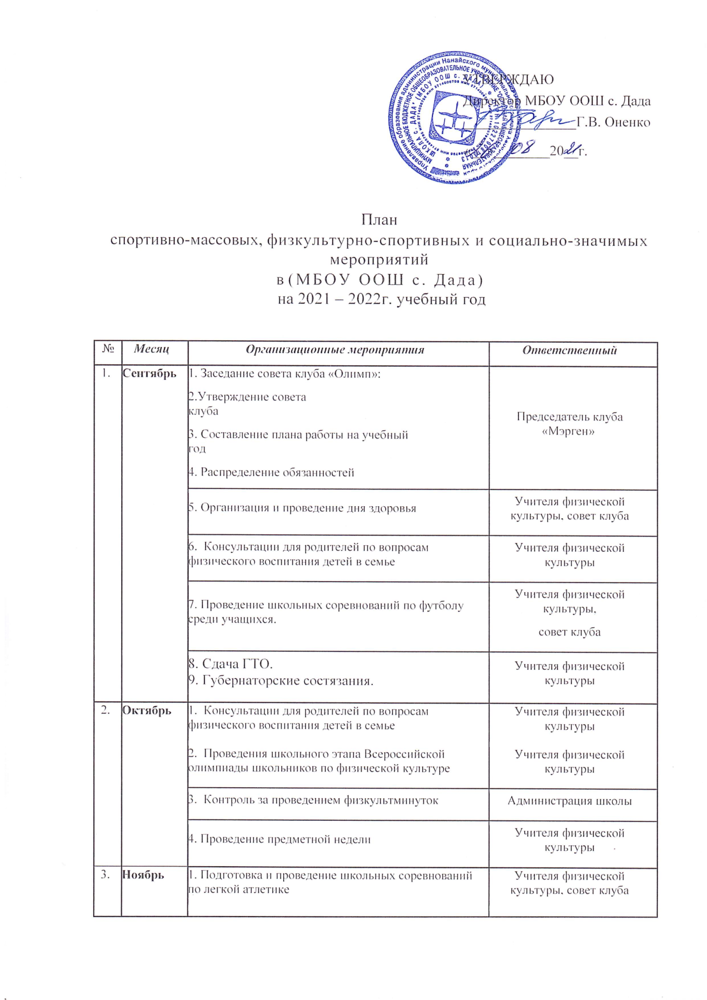 УТВЕРЖДАЮ
Директор МБОУ ООШ с. Дада
Г.В. Оненко
08 2021г.
План
спортивно-массовых, физкультурно-спортивных и социально-значимых
мероприятий
в (МБОУ ООШ с. Дада)
на 2021 – 2022г. учебный год
№ Месяц Организационные мероприятия Ответственный
1. Сентябрь 1. Заседание совета клуба «Олимп»:
2.Утверждение совета
клуба
3. Составление плана работы на учебный
год
4. Распределение обязанностей
Председатель клуба
«Мэрген»
5. Организация и проведение дня здоровья
Учителя физической
культуры, совет клуба
6. Консультации для родителей по вопросам
физического воспитания детей в семье
Учителя физической
культуры
7. Проведение школьных соревнований по футболу
среди учащихся.
Учителя физической
культуры,
совет клуба
8. Сдача ГТО.
9. Губернаторские состязания.
Учителя физической
культуры
2. Октябрь 1. Консультации для родителей по вопросам
физического воспитания детей в семье
Учителя физической
культуры
2. Проведения школьного этапа Всероссийской
олимпиады школьников по физической культуре
Учителя физической
культуры
3. Контроль за проведением физкультминуток
Администрация школы
4. Проведение предметной недели
Учителя физической
культуры
3. Ноябрь 1. Подготовка и проведение школьных соревнований
по легкой атлетике
Учителя физической
культуры, совет клуба